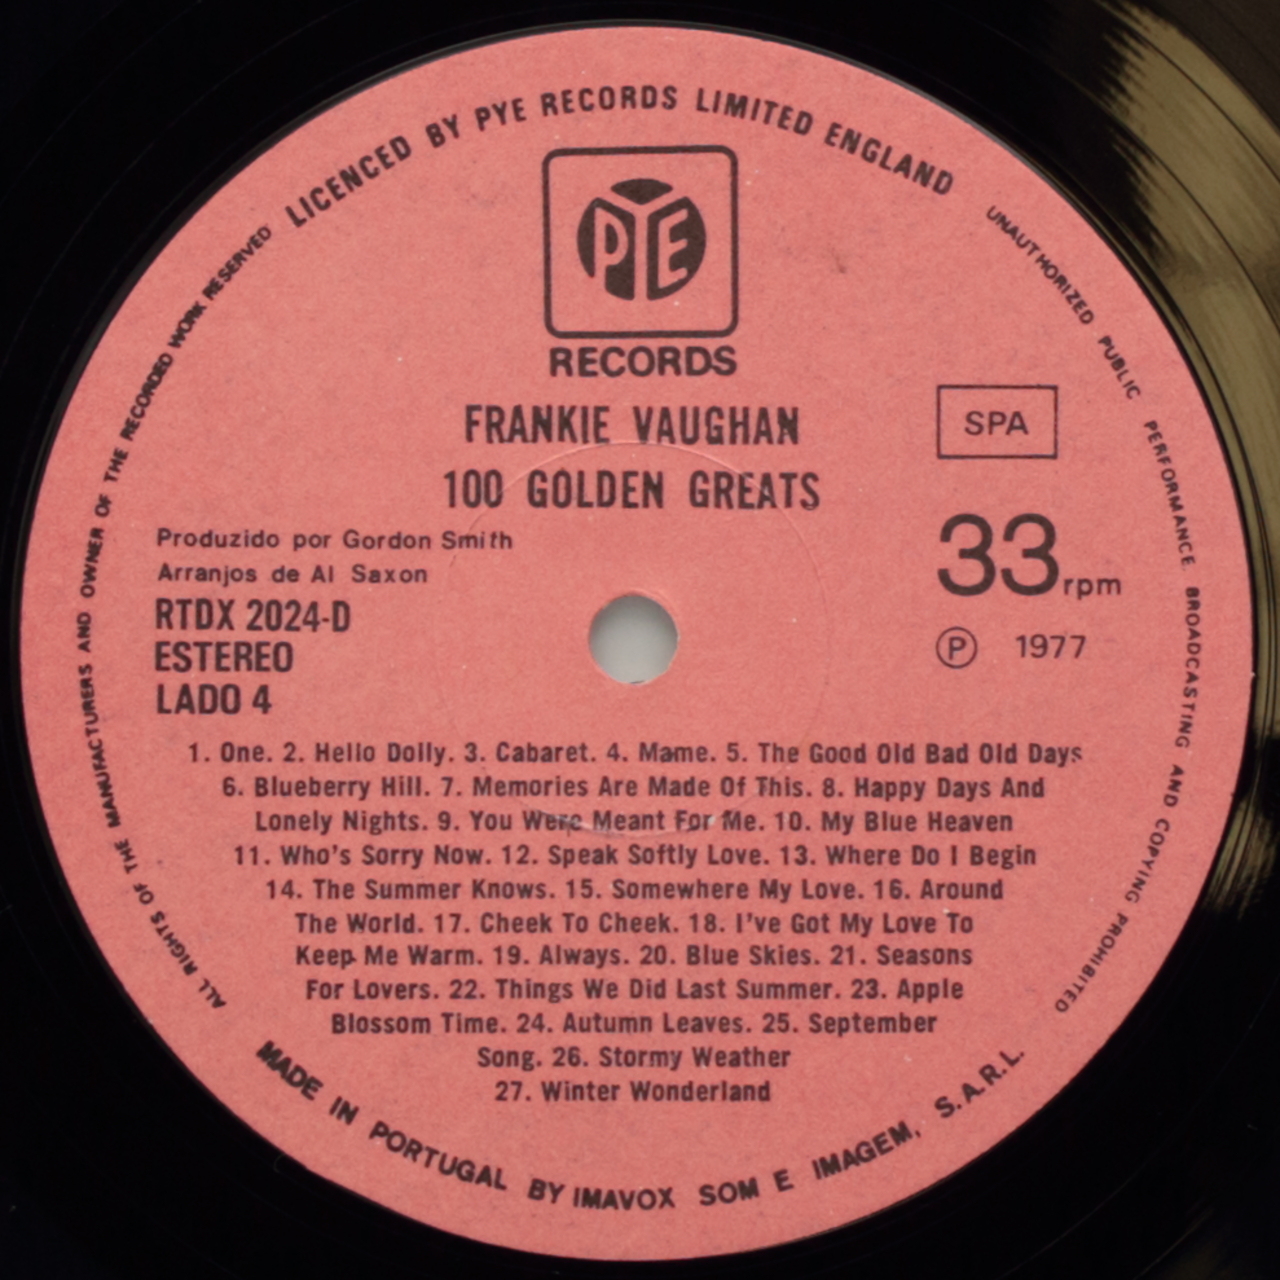 LICENCED BY PYE RECORDS LIMITED ENGLAND
UNAUTHORIZED PUBLIC PERFORMANCE BROADCASTING AND COPYING PROHIBITED
ALL RIGHTS OF THE MANUFACTURERS AND OWNER OF THE RECORDED WORK RESERVED
PYE
RECORDS
FRANKIE VAUGHAN
100 GOLDEN GREATS
SPA
33 rpm
Ⓟ 1977
Produzido por Gordon Smith
Arranjos de Al Saxon
RTDX 2024-D
ESTEREO
LADO 4
1. One. 2. Hello Dolly. 3. Cabaret. 4. Mame. 5. The Good Old Bad Old Days
6. Blueberry Hill. 7. Memories Are Made Of This. 8. Happy Days And
Lonely Nights. 9. You Were Meant For Me. 10. My Blue Heaven
11. Who's Sorry Now. 12. Speak Softly Love. 13. Where Do I Begin
14. The Summer Knows. 15. Somewhere My Love. 16. Around
The World. 17. Cheek To Cheek. 18. I've Got My Love To
Keep Me Warm. 19. Always. 20. Blue Skies. 21. Seasons
For Lovers. 22. Things We Did Last Summer. 23. Apple
Blossom Time. 24. Autumn Leaves. 25. September
Song. 26. Stormy Weather
27. Winter Wonderland
MADE IN PORTUGAL BY IMAVOX SOM E IMAGEM, S.A.R.L.